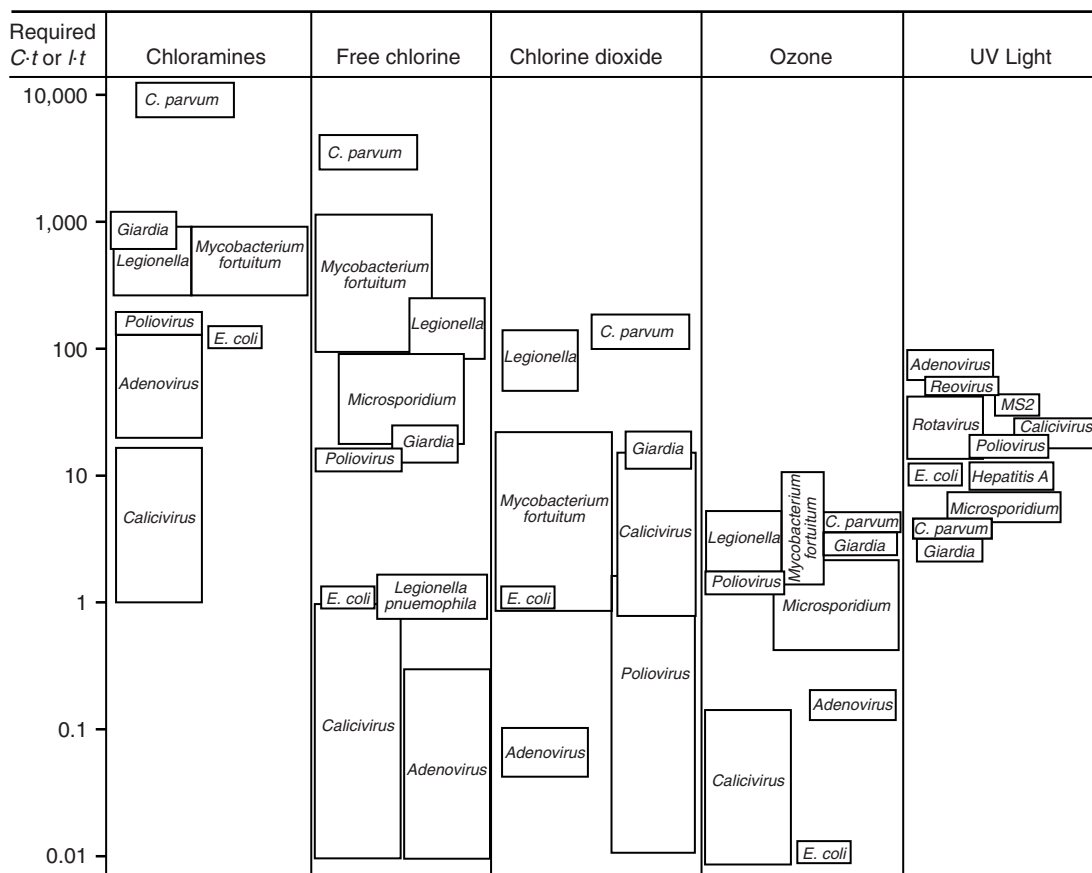 Required
C·t or I·t
Chloramines
Free chlorine
Chlorine dioxide
Ozone
UV Light
10,000
1,000
100
10
1
0.1
0.01
C. parvum
Giardia
Legionella
Mycobacterium
fortuitum
Poliovirus
E. coli
Adenovirus
Calicivirus
C. parvum
Mycobacterium
fortuitum
Legionella
Microsporidium
Giardia
Poliovirus
E. coli
Legionella
pnuemophila
Calicivirus
Adenovirus
Legionella
C. parvum
Giardia
Mycobacterium
fortuitum
Calicivirus
E. coli
Poliovirus
Adenovirus
Legionella
Mycobacterium
fortuitum
C. parvum
Giardia
Poliovirus
Microsporidium
Adenovirus
Calicivirus
E. coli
Adenovirus
Reovirus
MS2
Rotavirus
Calicivirus
Poliovirus
E. coli
Hepatitis A
Microsporidium
C. parvum
Giardia